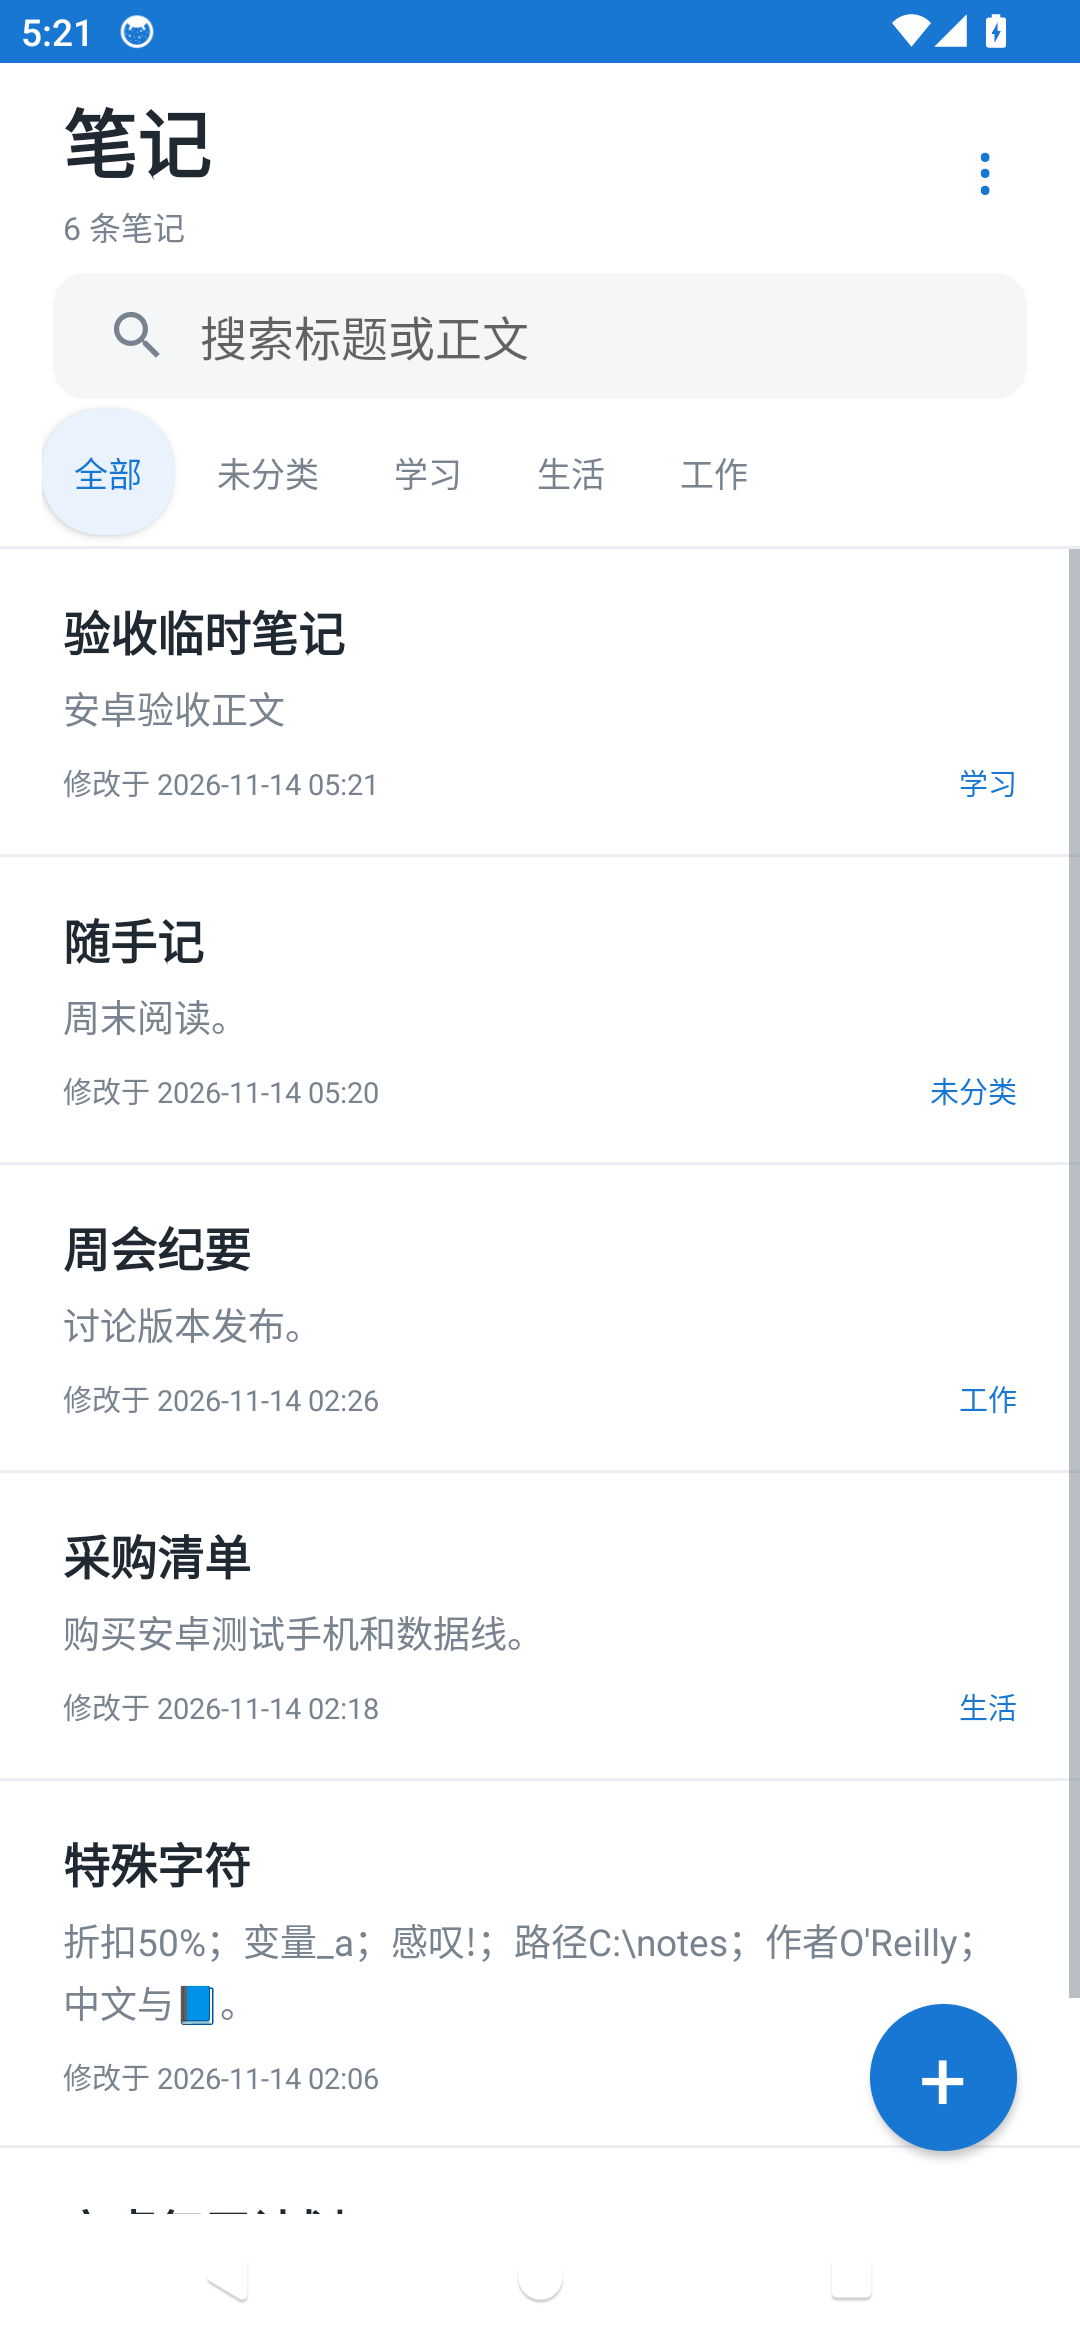 5:21
笔记
6 条笔记
搜索标题或正文
全部 未分类 学习 生活 工作
验收临时笔记
安卓验收正文
修改于 2026-11-14 05:21 学习
随手记
周末阅读。
修改于 2026-11-14 05:20 未分类
周会纪要
讨论版本发布。
修改于 2026-11-14 02:26 工作
采购清单
购买安卓测试手机和数据线。
修改于 2026-11-14 02:18 生活
特殊字符
折扣50%；变量_a；感叹!；路径C:\notes；作者O'Reilly；
中文与📘。
修改于 2026-11-14 02:06